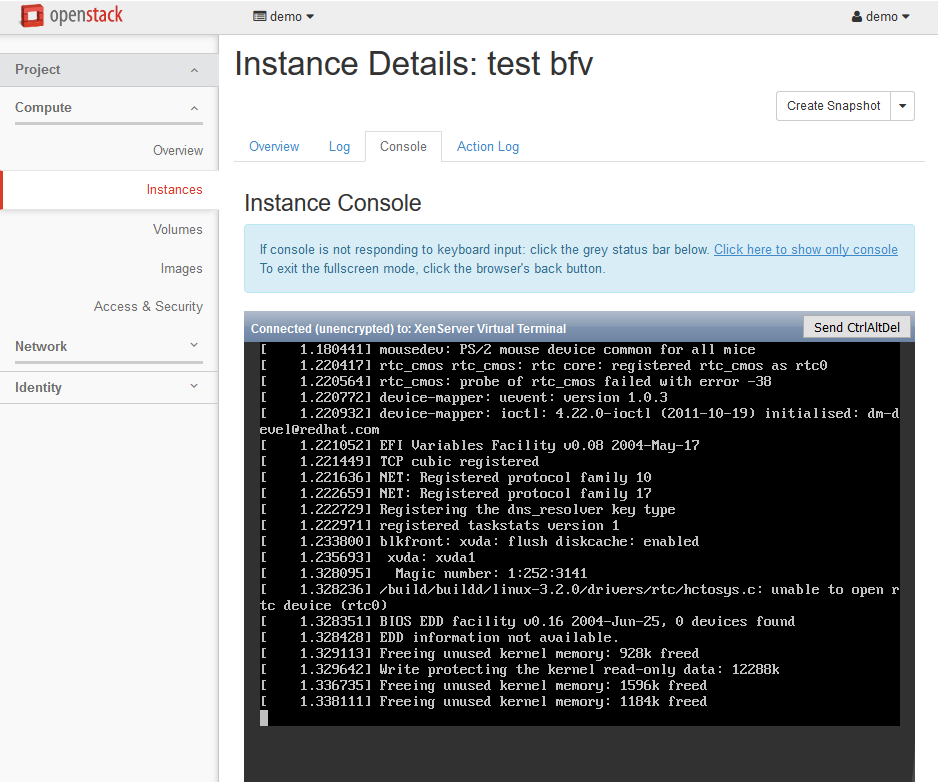 openstack demo demo
Project
Compute
Overview
Instances
Volumes
Images
Access & Security
Network
Identity
Instance Details: test bfv
Create Snapshot
Overview Log Console Action Log
Instance Console
If console is not responding to keyboard input: click the grey status bar below. Click here to show only console
To exit the fullscreen mode, click the browser's back button.
Connected (unencrypted) to: XenServer Virtual Terminal Send CtrlAltDel
[    1.180441] mousedev: PS/2 mouse device common for all mice
[    1.220417] rtc_cmos rtc_cmos: rtc core: registered rtc_cmos as rtc0
[    1.220564] rtc_cmos: probe of rtc_cmos failed with error -38
[    1.220772] device-mapper: uevent: version 1.0.3
[    1.220932] device-mapper: ioctl: 4.22.0-ioctl (2011-10-19) initialised: dm-d
evel@redhat.com
[    1.221052] EFI Variables Facility v0.08 2004-May-17
[    1.221449] TCP cubic registered
[    1.221636] NET: Registered protocol family 10
[    1.222659] NET: Registered protocol family 17
[    1.222729] Registering the dns_resolver key type
[    1.222971] registered taskstats version 1
[    1.233800] blkfront: xvda: flush diskcache: enabled
[    1.235693]  xvda: xvda1
[    1.328095]   Magic number: 1:252:3141
[    1.328236] /build/buildd/linux-3.2.0/drivers/rtc/hctosys.c: unable to open r
tc device (rtc0)
[    1.328351] BIOS EDD facility v0.16 2004-Jun-25, 0 devices found
[    1.328428] EDD information not available.
[    1.329113] Freeing unused kernel memory: 928k freed
[    1.329642] Write protecting the kernel read-only data: 12288k
[    1.336735] Freeing unused kernel memory: 1596k freed
[    1.338111] Freeing unused kernel memory: 1184k freed